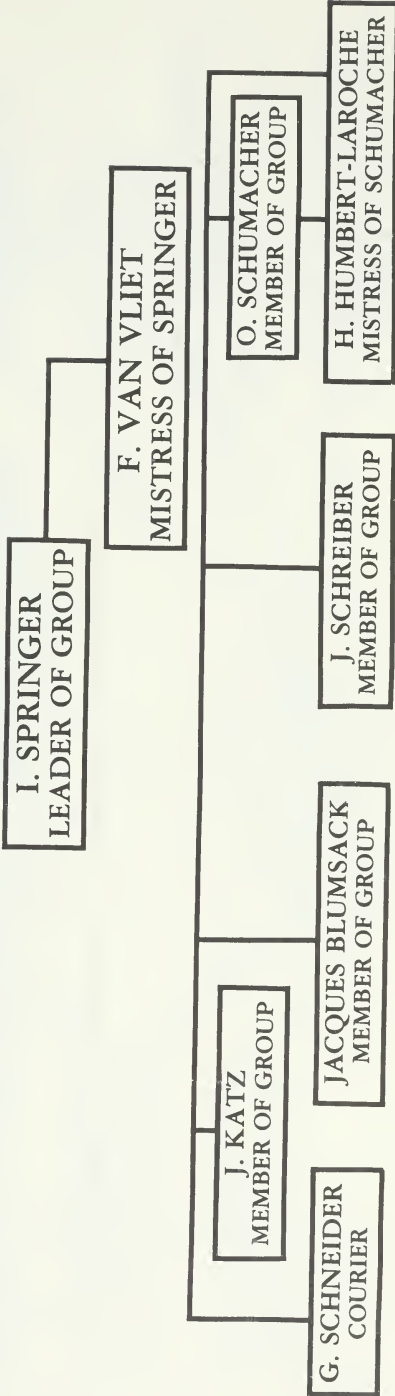 I. SPRINGER
LEADER OF GROUP
F. VAN VLIET
MISTRESS OF SPRINGER
J. KATZ
MEMBER OF GROUP
O. SCHUMACHER
MEMBER OF GROUP
G. SCHNEIDER
COURIER
JACQUES BLUMSACK
MEMBER OF GROUP
J. SCHREIBER
MEMBER OF GROUP
H. HUMBERT-LAROCHE
MISTRESS OF SCHUMACHER